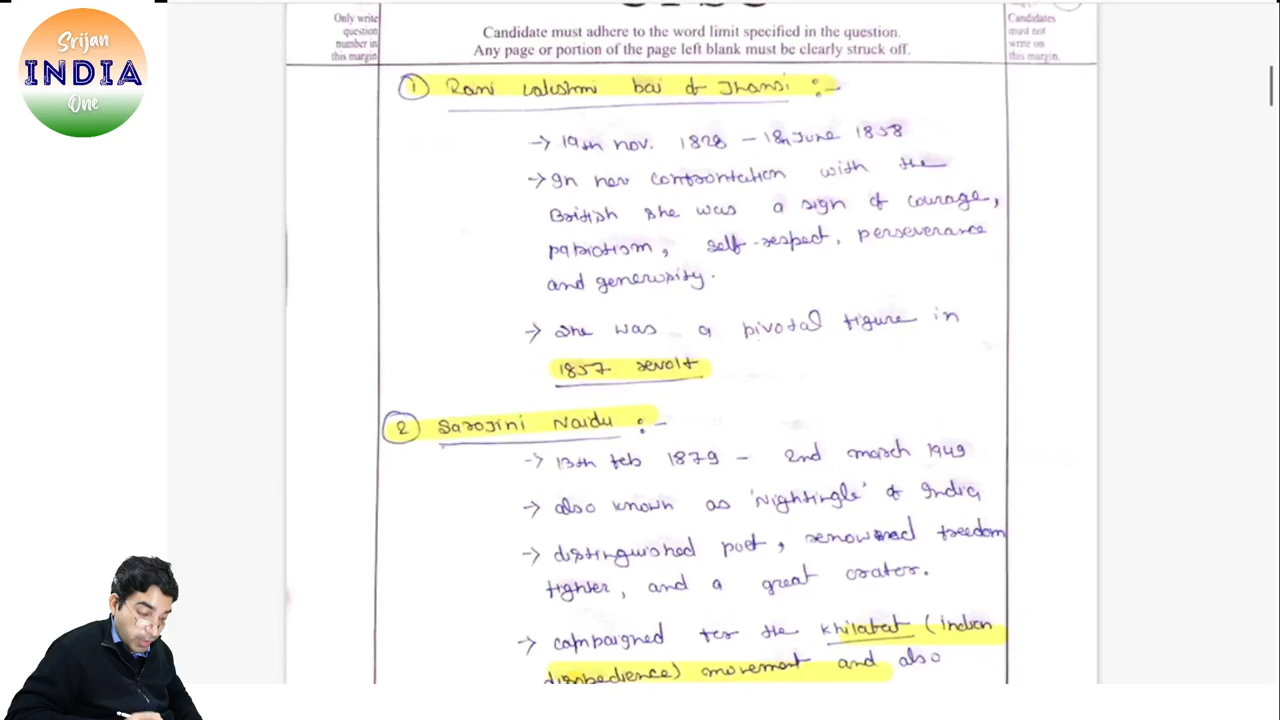 Srijan
INDIA
One
Only write
question
number in
this margin
Candidate must adhere to the word limit specified in the question.
Any page or portion of the page left blank must be clearly struck off.
Candidates
must not
write on
this margin.
① Rani Lakshmi bai of Jhansi :-
→ 19th nov. 1828 – 18th June 1858
→ In her confrontation with the
British she was a sign of courage,
patriotism, self-respect, perseverance
and generosity.
→ She was a pivotal figure in
1857 revolt
② Sarojini Naidu :-
→ 13th feb 1879 – 2nd march 1949
→ also known as 'Nightingle' of India
→ distinguished poet, renowned freedom
fighter, and a great orator.
→ campaigned for the Khilafat (Indian
disobedience) movement and also